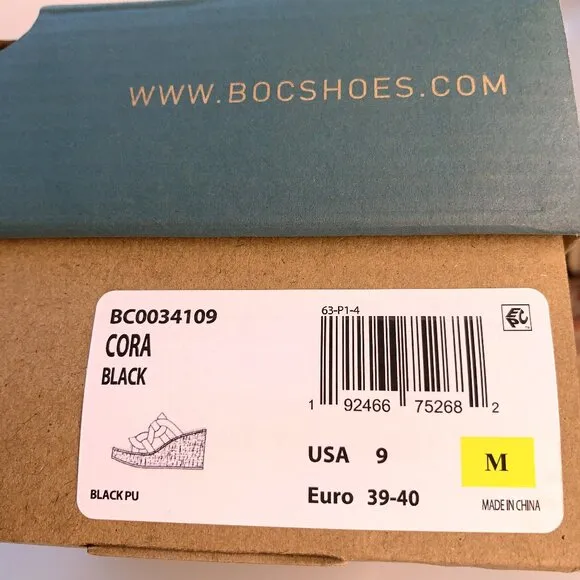 WWW.BOCSHOES.COM
BC0034109
CORA
BLACK
BLACK PU
63-P1-4
1 92466 75268 2
USA 9
Euro 39-40
M
MADE IN CHINA